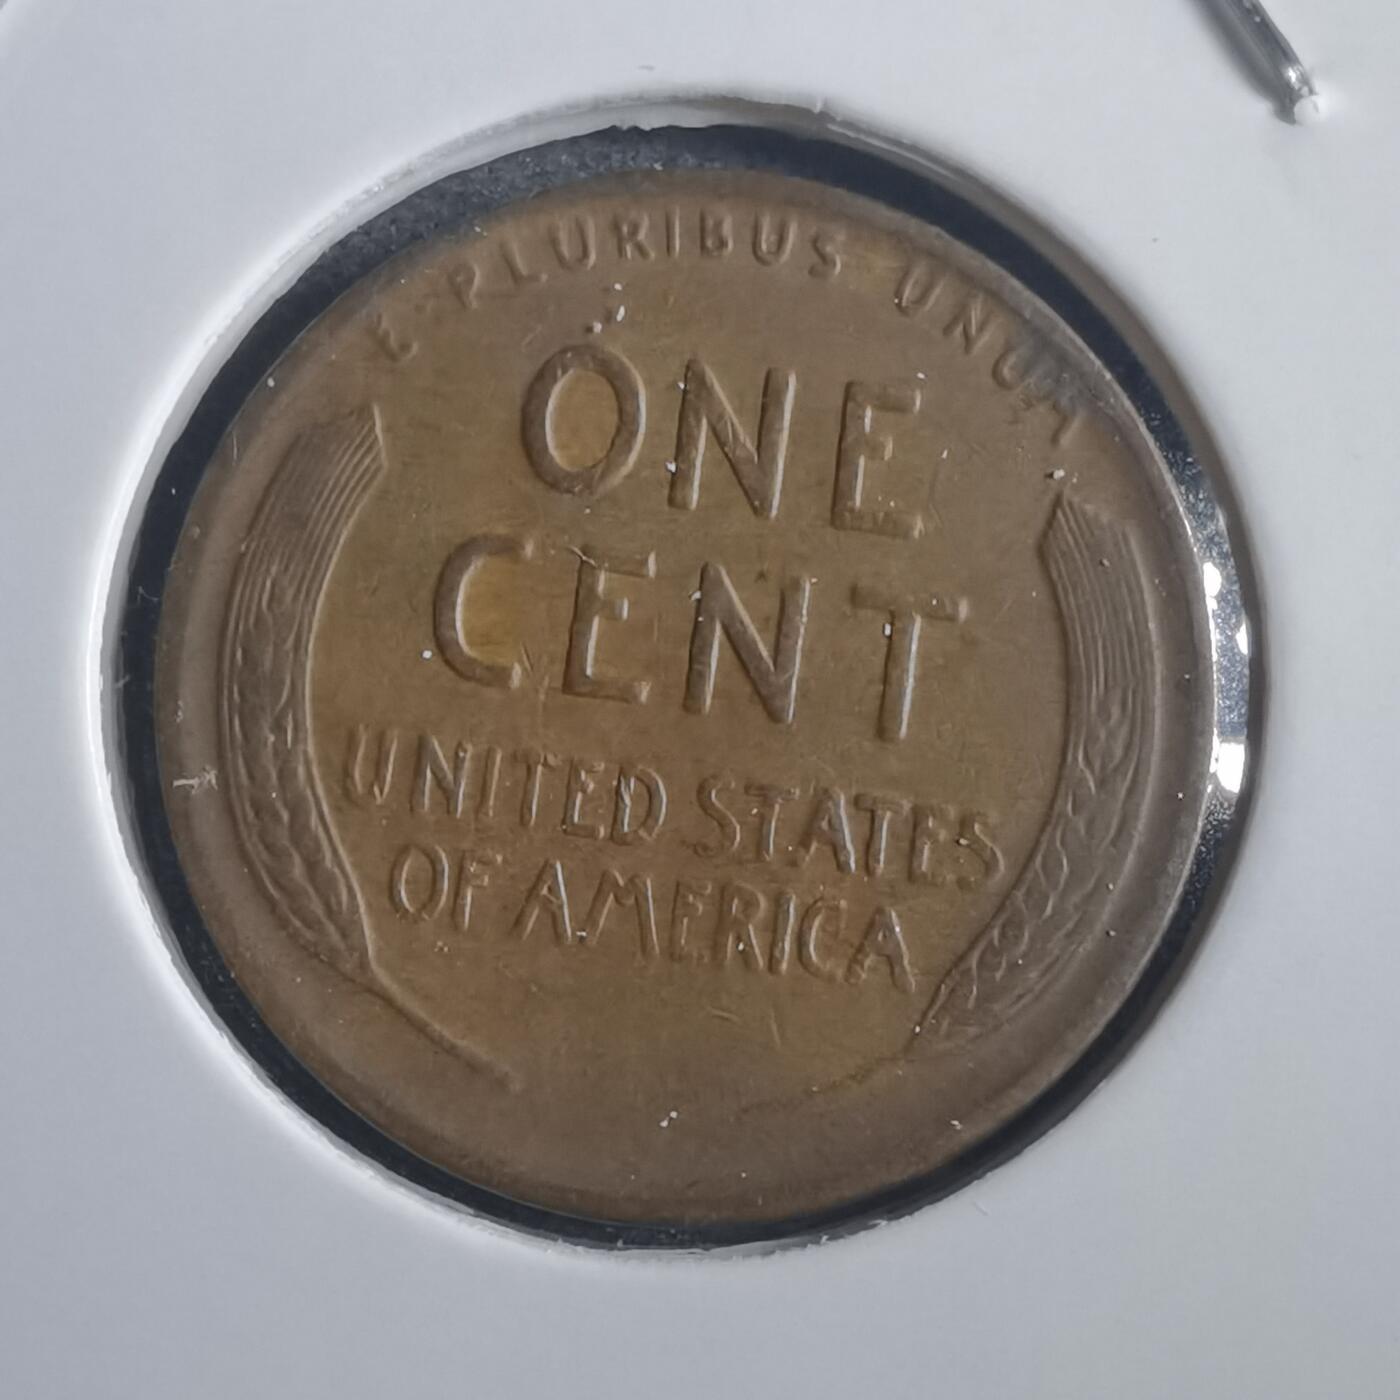 E·PLURIBUS UNUM
ONE
CENT
UNITED STATES
OF AMERICA